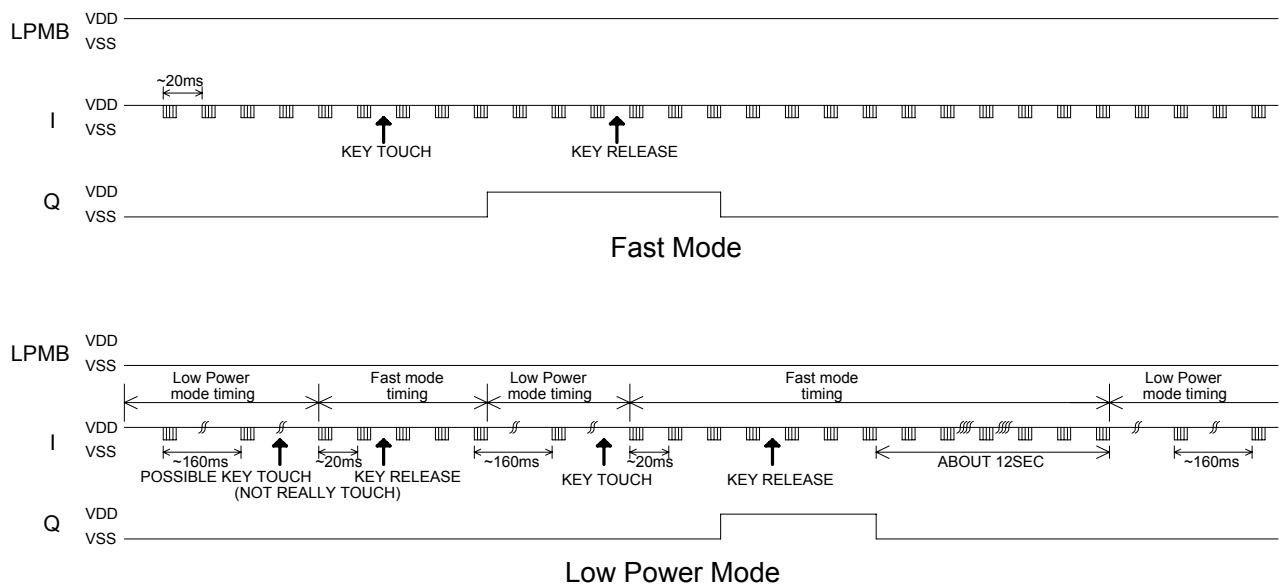 LPMB VDD
VSS
~20ms
I VDD
VSS
KEY TOUCH KEY RELEASE
Q VDD
VSS
Fast Mode
LPMB VDD
VSS
Low Power mode timing
Fast mode timing
Low Power mode timing
Fast mode timing
Low Power mode timing
I VDD
VSS
~160ms ~20ms ~160ms ~20ms ABOUT 12SEC ~160ms
POSSIBLE KEY TOUCH
(NOT REALLY TOUCH)
KEY RELEASE KEY TOUCH KEY RELEASE
Q VDD
VSS
Low Power Mode